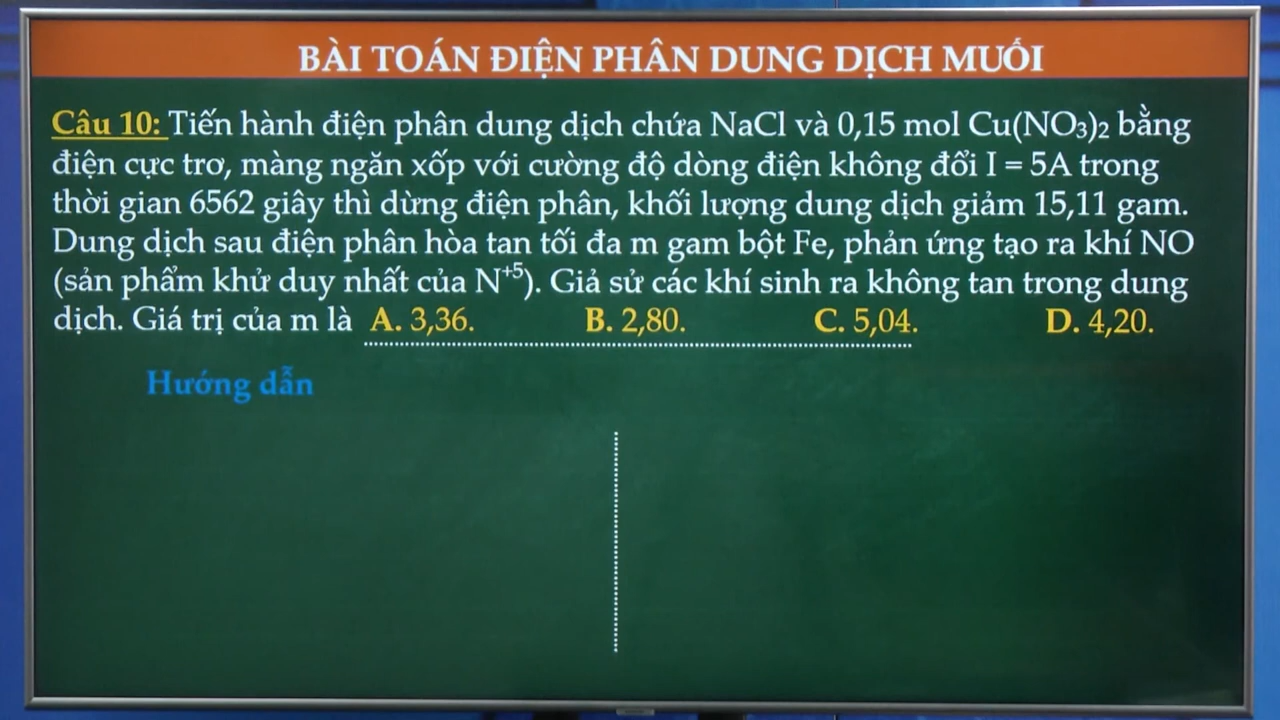 BÀI TOÁN ĐIỆN PHÂN DUNG DỊCH MUỐI
Câu 10: Tiến hành điện phân dung dịch chứa NaCl và 0,15 mol Cu(NO₃)₂ bằng
điện cực trơ, màng ngăn xốp với cường độ dòng điện không đổi I = 5A trong
thời gian 6562 giây thì dừng điện phân, khối lượng dung dịch giảm 15,11 gam.
Dung dịch sau điện phân hòa tan tối đa m gam bột Fe, phản ứng tạo ra khí NO
(sản phẩm khử duy nhất của N⁺⁵). Giả sử các khí sinh ra không tan trong dung
dịch. Giá trị của m là A. 3,36. B. 2,80. C. 5,04. D. 4,20.
Hướng dẫn